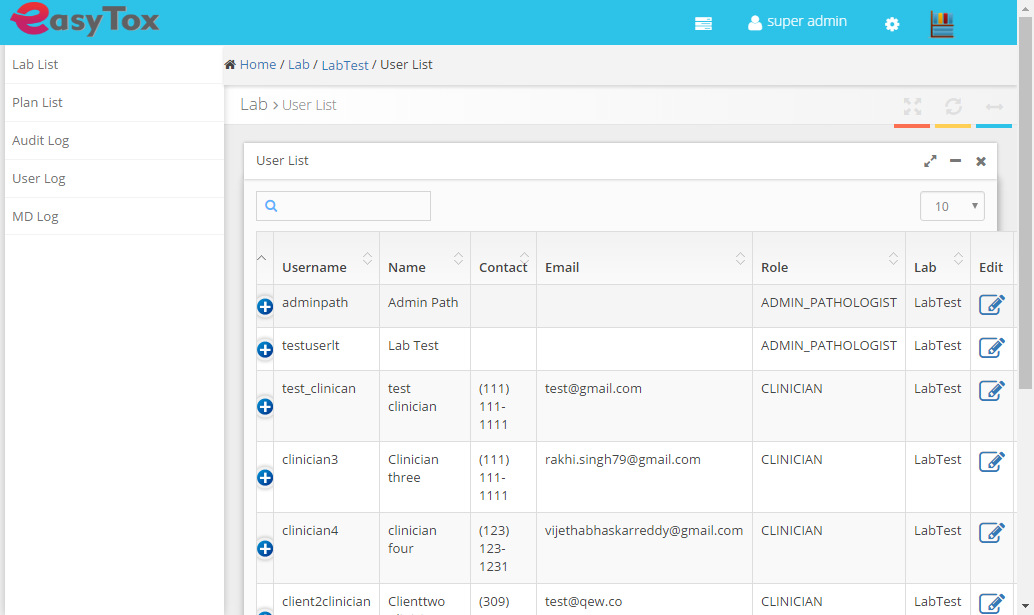 easyTox
super admin
Lab List
Plan List
Audit Log
User Log
MD Log
Home / Lab / LabTest / User List
Lab > User List
User List
10
Username Name Contact Email Role Lab Edit
adminpath Admin Path ADMIN_PATHOLOGIST LabTest
testuserlt Lab Test ADMIN_PATHOLOGIST LabTest
test_clinican test (111) test@gmail.com CLINICIAN LabTest
clinician 111-
1111
clinician3 Clinician (111) rakhi.singh79@gmail.com CLINICIAN LabTest
three 111-
1111
clinician4 clinician (123) vijethabhaskarreddy@gmail.com CLINICIAN LabTest
four 123-
1231
client2clinician Clienttwo (309) test@qew.co CLINICIAN LabTest